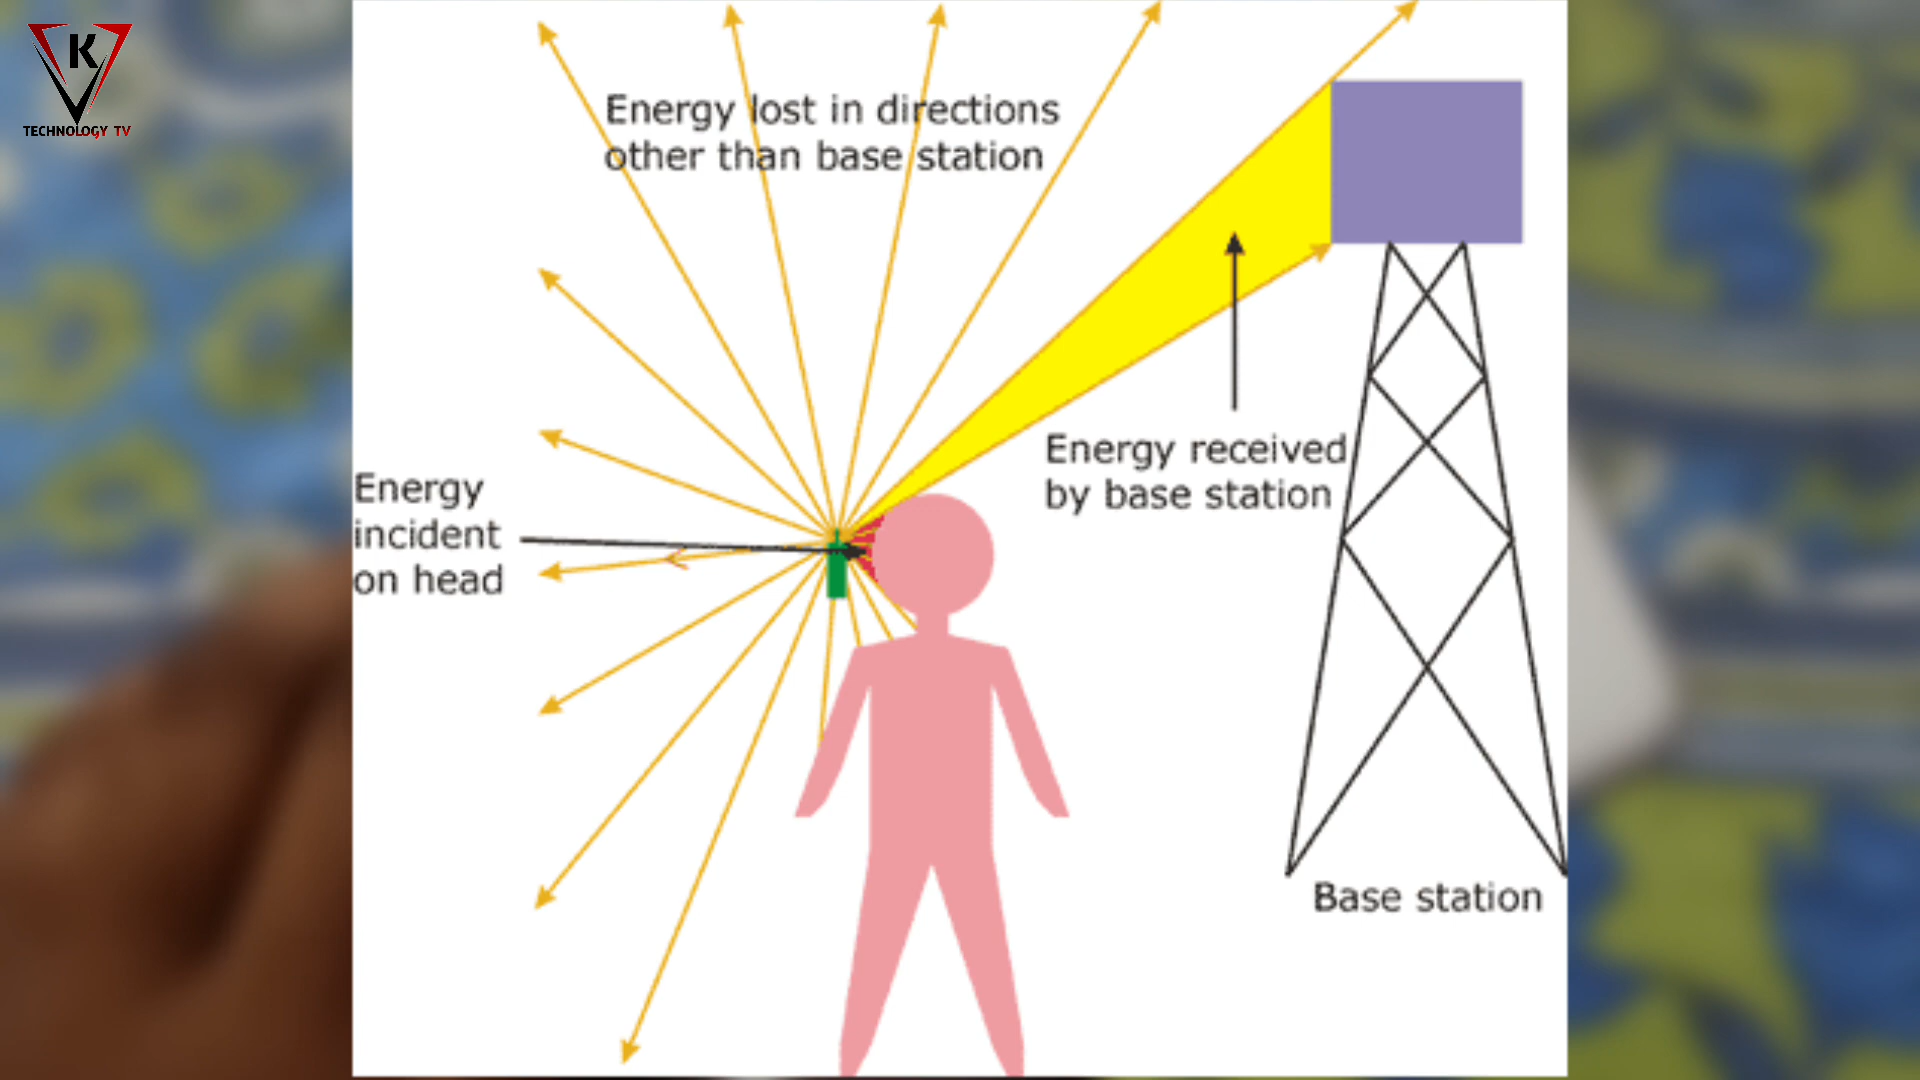 K
TECHNOLOGY TV
Energy lost in directions
other than base station
Energy received
by base station
Energy
incident
on head
Base station